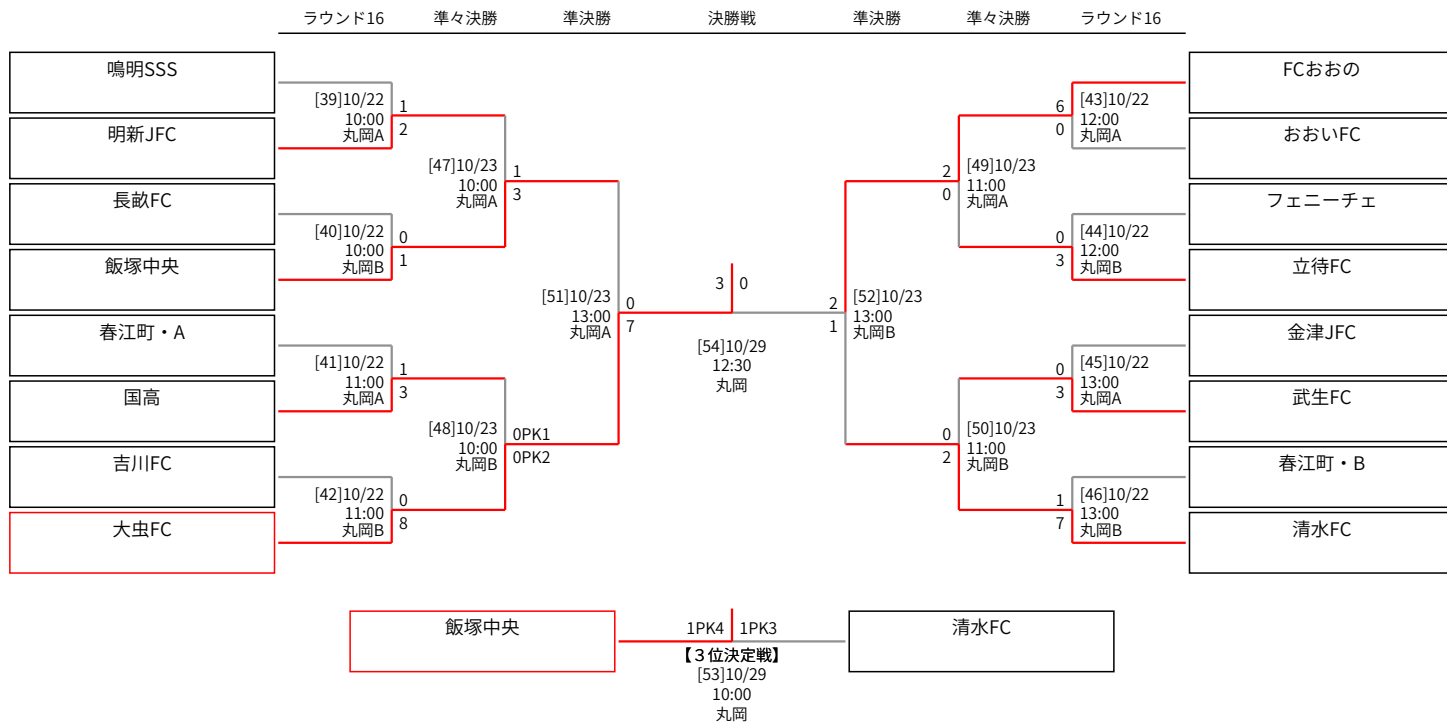 ラウンド16 準々決勝 準決勝 決勝戦 準決勝 準々決勝 ラウンド16
鳴明SSS
明新JFC
長畝FC
飯塚中央
春江町・A
国高
吉川FC
大虫FC
[39]10/22
10:00
丸岡A
1
2
[40]10/22
10:00
丸岡B
0
1
[41]10/22
11:00
丸岡A
1
3
[42]10/22
11:00
丸岡B
0
8
[47]10/23
10:00
丸岡A
1
3
[48]10/23
10:00
丸岡B
0PK1
0PK2
[51]10/23
13:00
丸岡A
0
7
3 0
[54]10/29
12:30
丸岡
2
1
[52]10/23
13:00
丸岡B
2
0
[49]10/23
11:00
丸岡A
0
2
[50]10/23
11:00
丸岡B
6
0
[43]10/22
12:00
丸岡A
0
3
[44]10/22
12:00
丸岡B
0
3
[45]10/22
13:00
丸岡A
1
7
[46]10/22
13:00
丸岡B
FCおおの
おおいFC
フェニーチェ
立待FC
金津JFC
武生FC
春江町・B
清水FC
飯塚中央 1PK4 1PK3 清水FC
【３位決定戦】
[53]10/29
10:00
丸岡